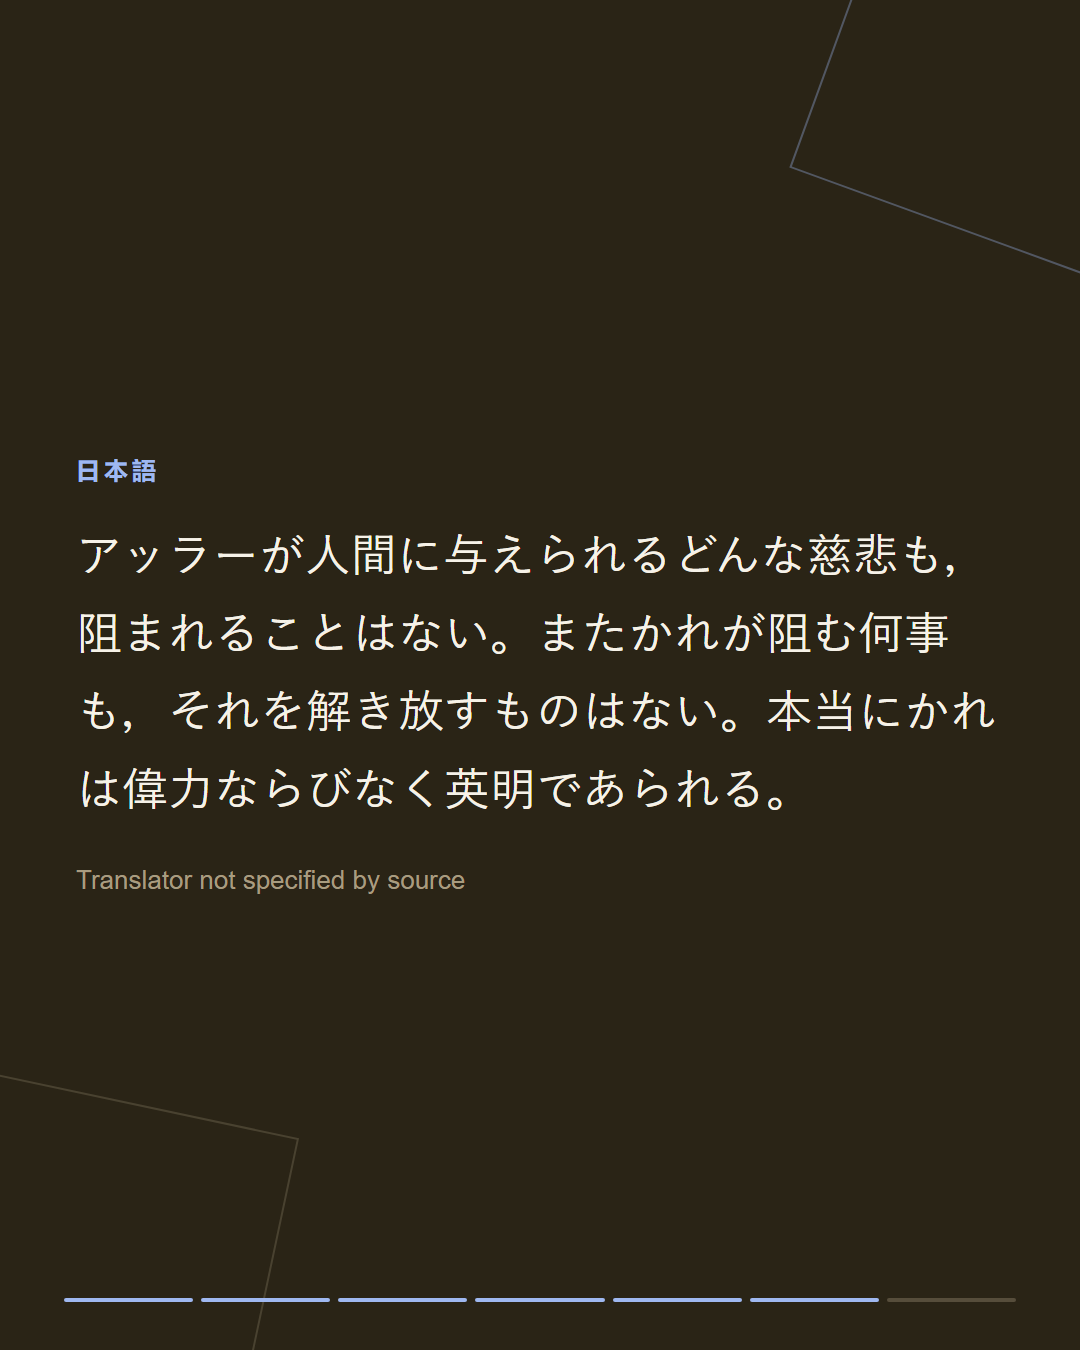 日本語
アッラーが人間に与えられるどんな慈悲も,
阻まれることはない。またかれが阻む何事
も, それを解き放すものはない。本当にかれ
は偉力ならびなく英明であられる。
Translator not specified by source